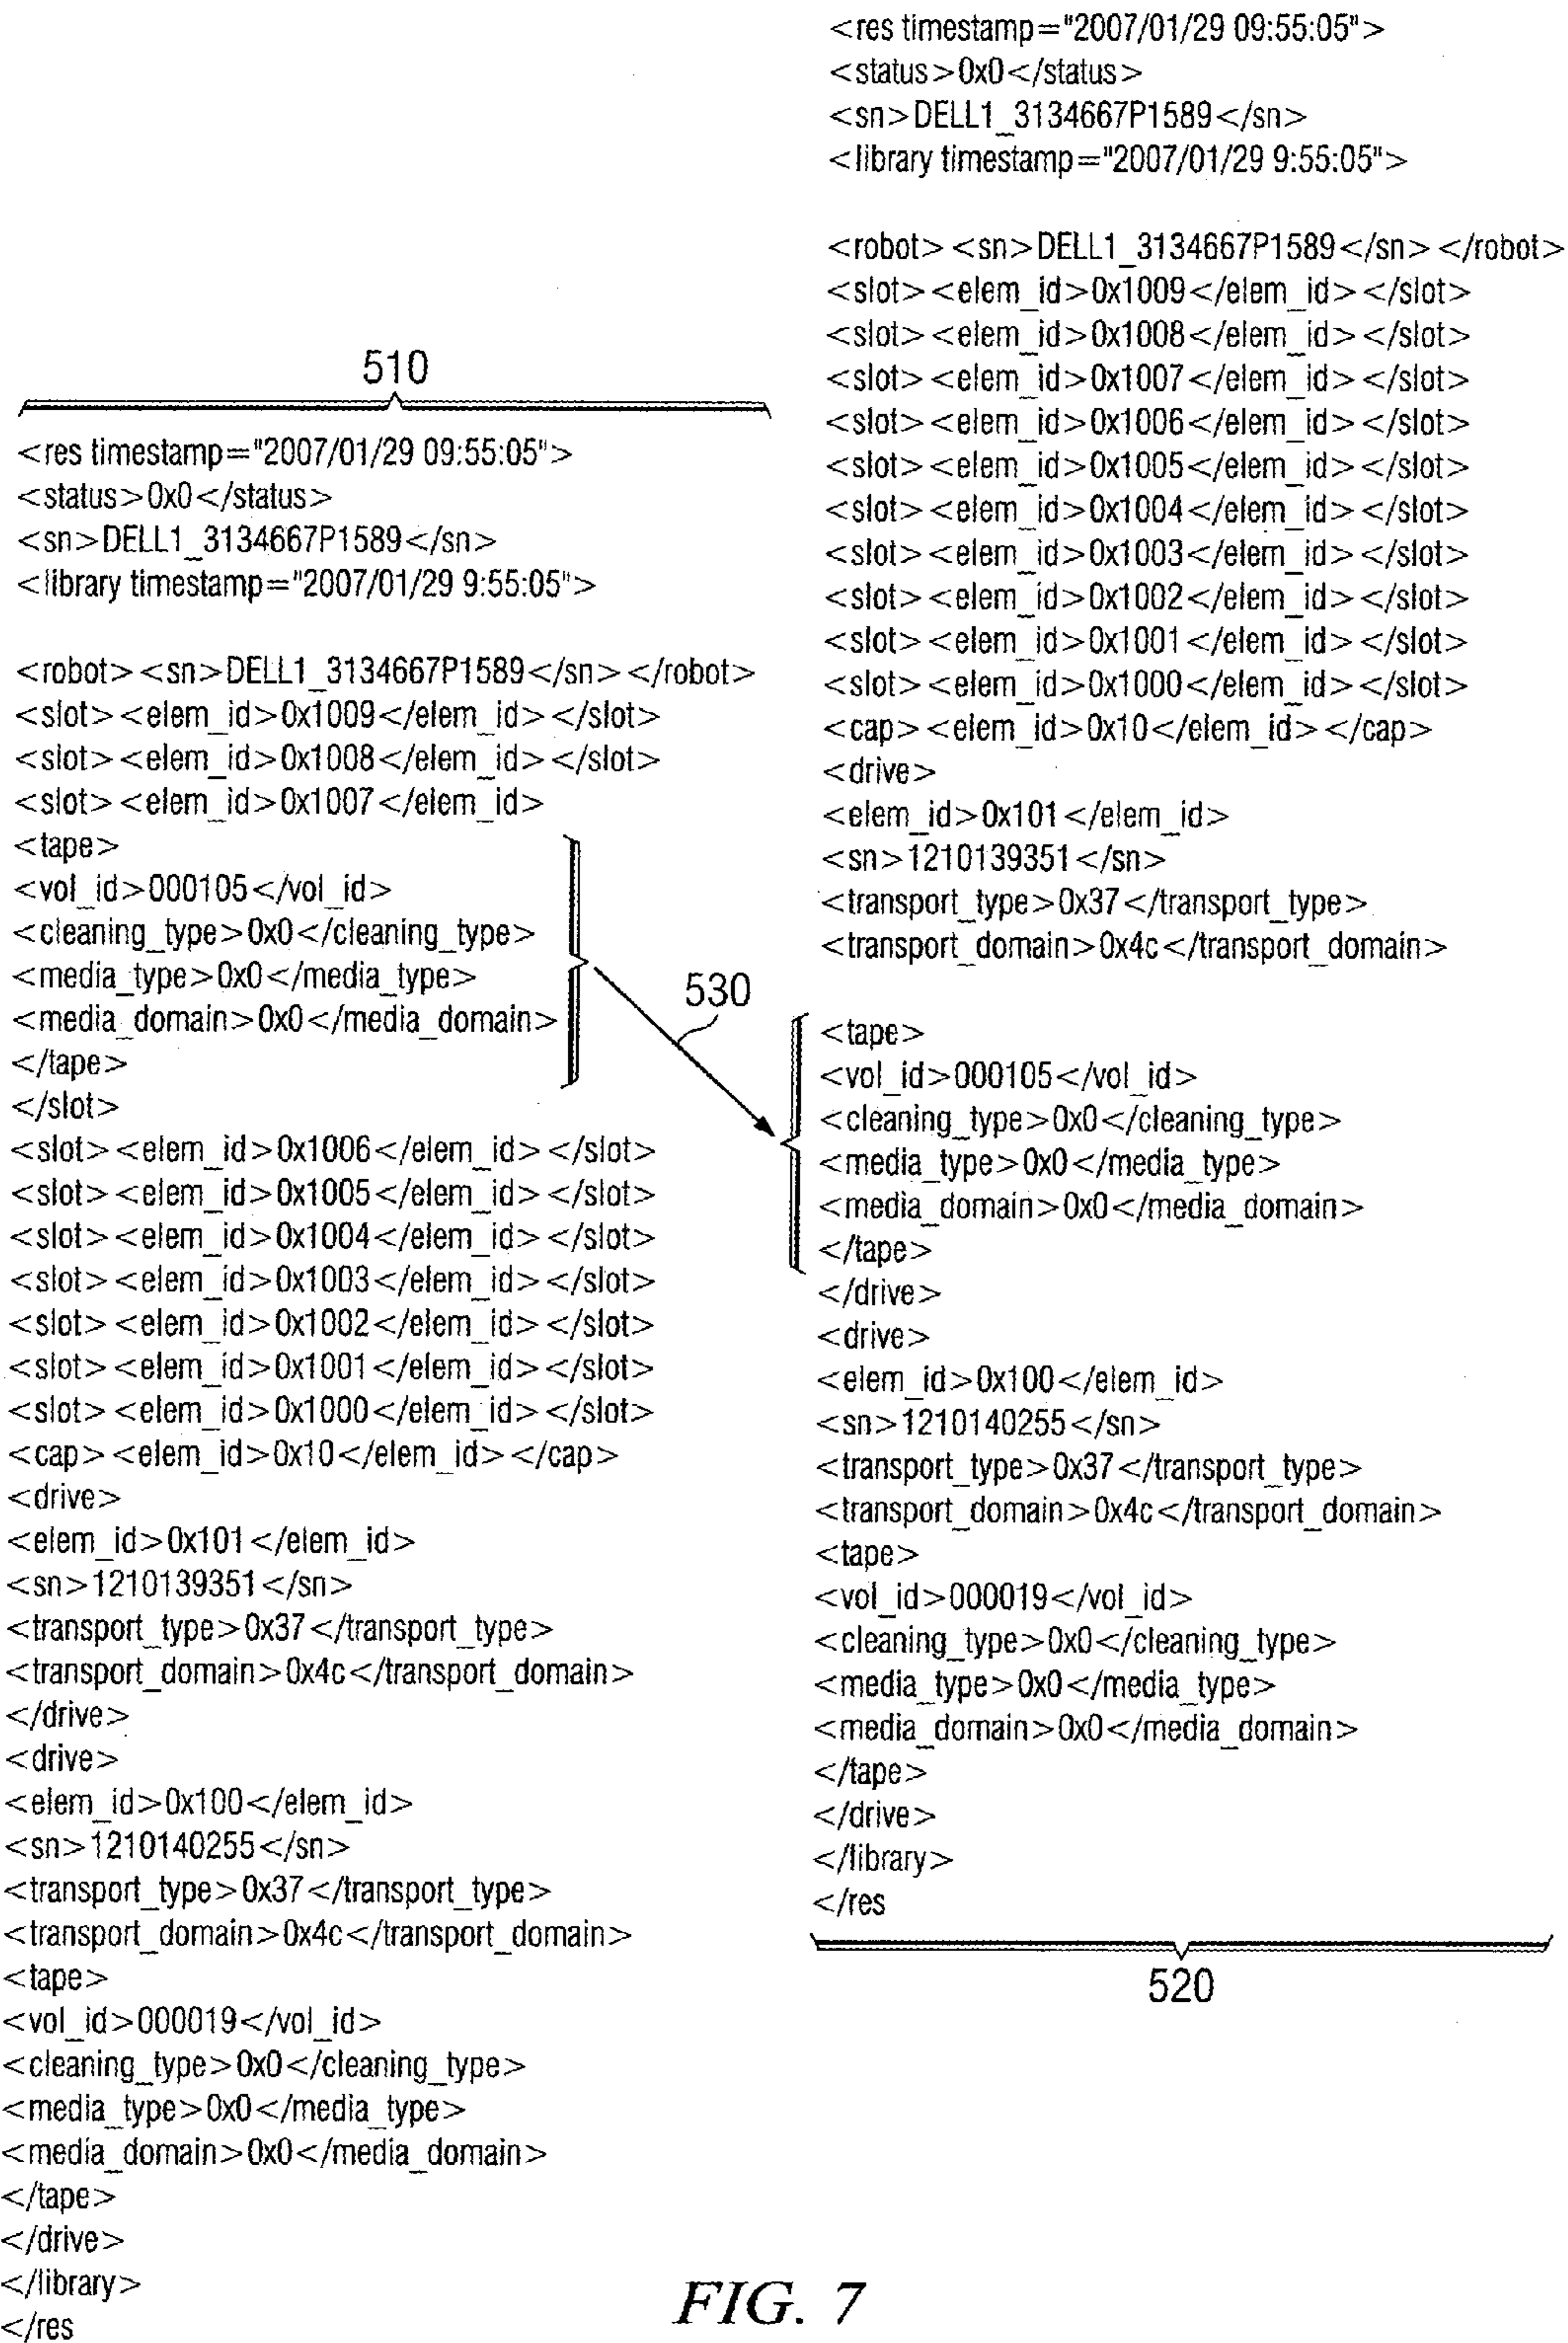 510
<res timestamp="2007/01/29 09:55:05">
<status>0x0</status>
<sn>DELL1_3134667P1589</sn>
<library timestamp="2007/01/29 9:55:05">
<robot><sn>DELL1_3134667P1589</sn></robot>
<slot><elem_id>0x1009</elem_id></slot>
<slot><elem_id>0x1008</elem_id></slot>
<slot><elem_id>0x1007</elem_id>
<tape>
<vol_id>000105</vol_id>
<cleaning_type>0x0</cleaning_type>
<media_type>0x0</media_type>
<media_domain>0x0</media_domain>
</tape>
</slot>
<slot><elem_id>0x1006</elem_id></slot>
<slot><elem_id>0x1005</elem_id></slot>
<slot><elem_id>0x1004</elem_id></slot>
<slot><elem_id>0x1003</elem_id></slot>
<slot><elem_id>0x1002</elem_id></slot>
<slot><elem_id>0x1001</elem_id></slot>
<slot><elem_id>0x1000</elem_id></slot>
<cap><elem_id>0x10</elem_id></cap>
<drive>
<elem_id>0x101</elem_id>
<sn>1210139351</sn>
<transport_type>0x37</transport_type>
<transport_domain>0x4c</transport_domain>
</drive>
<drive>
<elem_id>0x100</elem_id>
<sn>1210140255</sn>
<transport_type>0x37</transport_type>
<transport_domain>0x4c</transport_domain>
<tape>
<vol_id>000019</vol_id>
<cleaning_type>0x0</cleaning_type>
<media_type>0x0</media_type>
<media_domain>0x0</media_domain>
</tape>
</drive>
</library>
</res
530
<res timestamp="2007/01/29 09:55:05">
<status>0x0</status>
<sn>DELL1_3134667P1589</sn>
<library timestamp="2007/01/29 9:55:05">
<robot><sn>DELL1_3134667P1589</sn></robot>
<slot><elem_id>0x1009</elem_id></slot>
<slot><elem_id>0x1008</elem_id></slot>
<slot><elem_id>0x1007</elem_id></slot>
<slot><elem_id>0x1006</elem_id></slot>
<slot><elem_id>0x1005</elem_id></slot>
<slot><elem_id>0x1004</elem_id></slot>
<slot><elem_id>0x1003</elem_id></slot>
<slot><elem_id>0x1002</elem_id></slot>
<slot><elem_id>0x1001</elem_id></slot>
<slot><elem_id>0x1000</elem_id></slot>
<cap><elem_id>0x10</elem_id></cap>
<drive>
<elem_id>0x101</elem_id>
<sn>1210139351</sn>
<transport_type>0x37</transport_type>
<transport_domain>0x4c</transport_domain>
<tape>
<vol_id>000105</vol_id>
<cleaning_type>0x0</cleaning_type>
<media_type>0x0</media_type>
<media_domain>0x0</media_domain>
</tape>
</drive>
<drive>
<elem_id>0x100</elem_id>
<sn>1210140255</sn>
<transport_type>0x37</transport_type>
<transport_domain>0x4c</transport_domain>
<tape>
<vol_id>000019</vol_id>
<cleaning_type>0x0</cleaning_type>
<media_type>0x0</media_type>
<media_domain>0x0</media_domain>
</tape>
</drive>
</library>
</res
520
FIG. 7